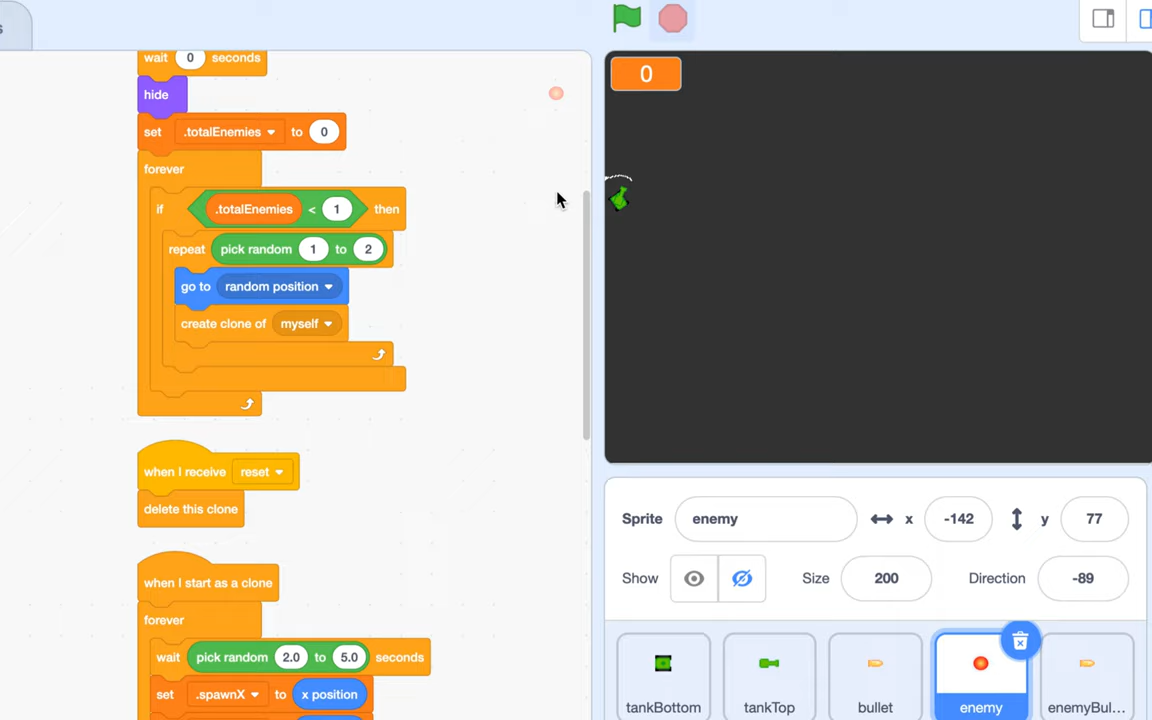 s
wait 0 seconds
hide
set .totalEnemies to 0
forever
if .totalEnemies < 1 then
repeat pick random 1 to 2
go to random position
create clone of myself
when I receive reset
delete this clone
when I start as a clone
forever
wait pick random 2.0 to 5.0 seconds
set .spawnX to x position
0
Sprite enemy x -142 y 77
Show Size 200 Direction -89
tankBottom tankTop bullet enemy enemyBul...